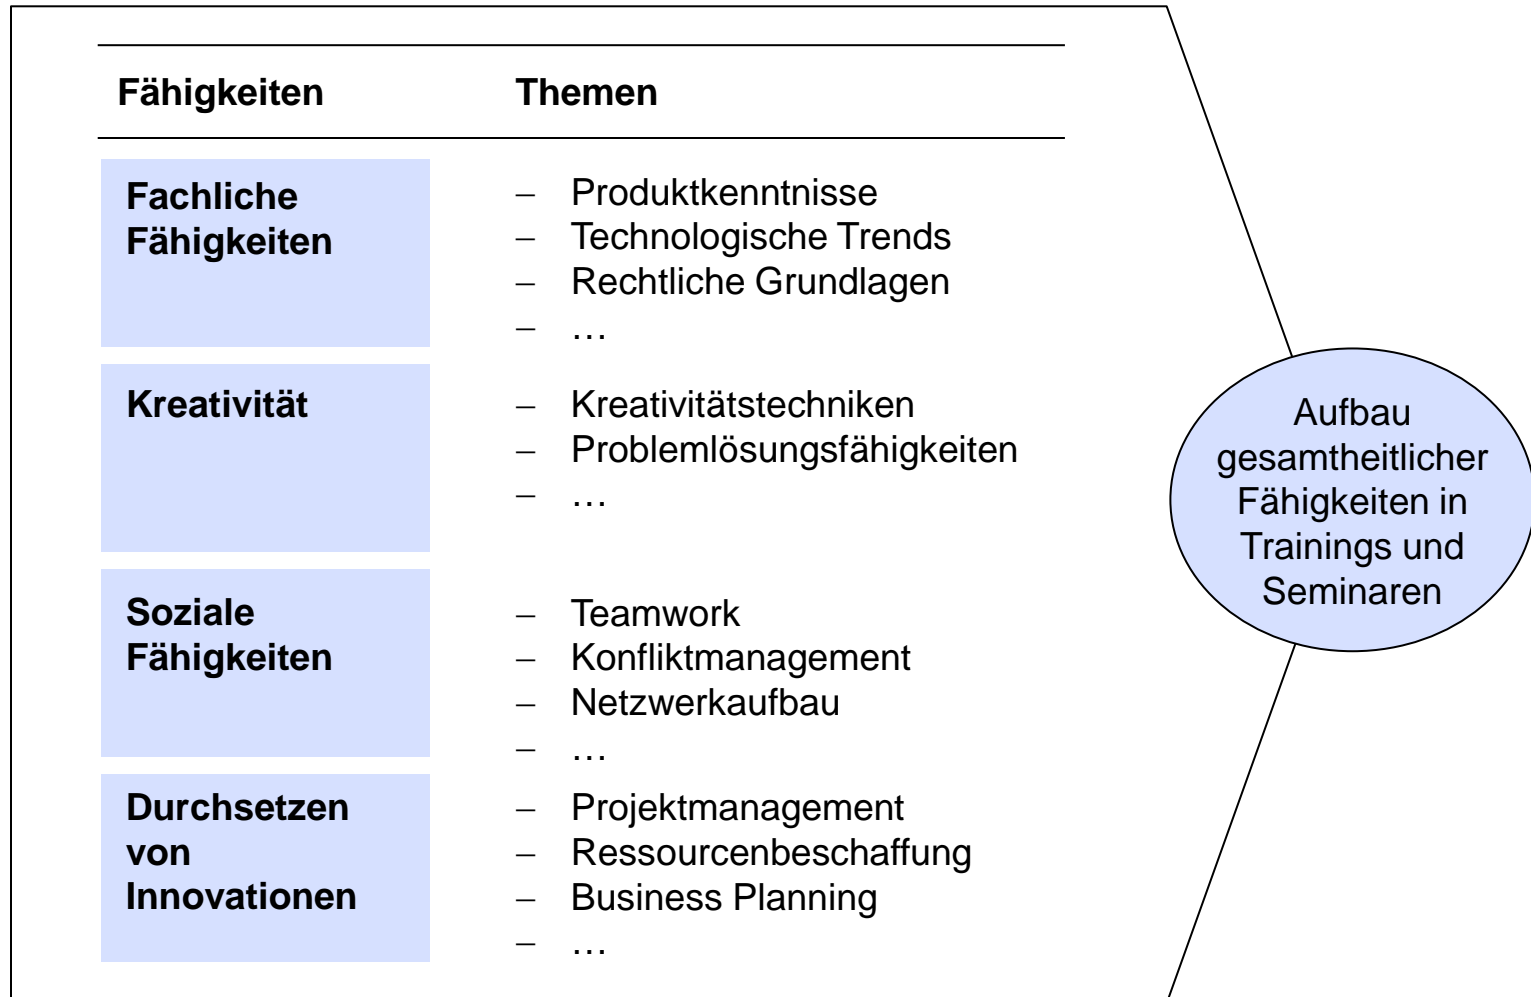 Fähigkeiten Themen
Fachliche
Fähigkeiten
– Produktkenntnisse
– Technologische Trends
– Rechtliche Grundlagen
– …
Kreativität
– Kreativitätstechniken
– Problemlösungsfähigkeiten
– …
Soziale
Fähigkeiten
– Teamwork
– Konfliktmanagement
– Netzwerkaufbau
– …
Durchsetzen
von
Innovationen
– Projektmanagement
– Ressourcenbeschaffung
– Business Planning
– …
Aufbau
gesamtheitlicher
Fähigkeiten in
Trainings und
Seminaren